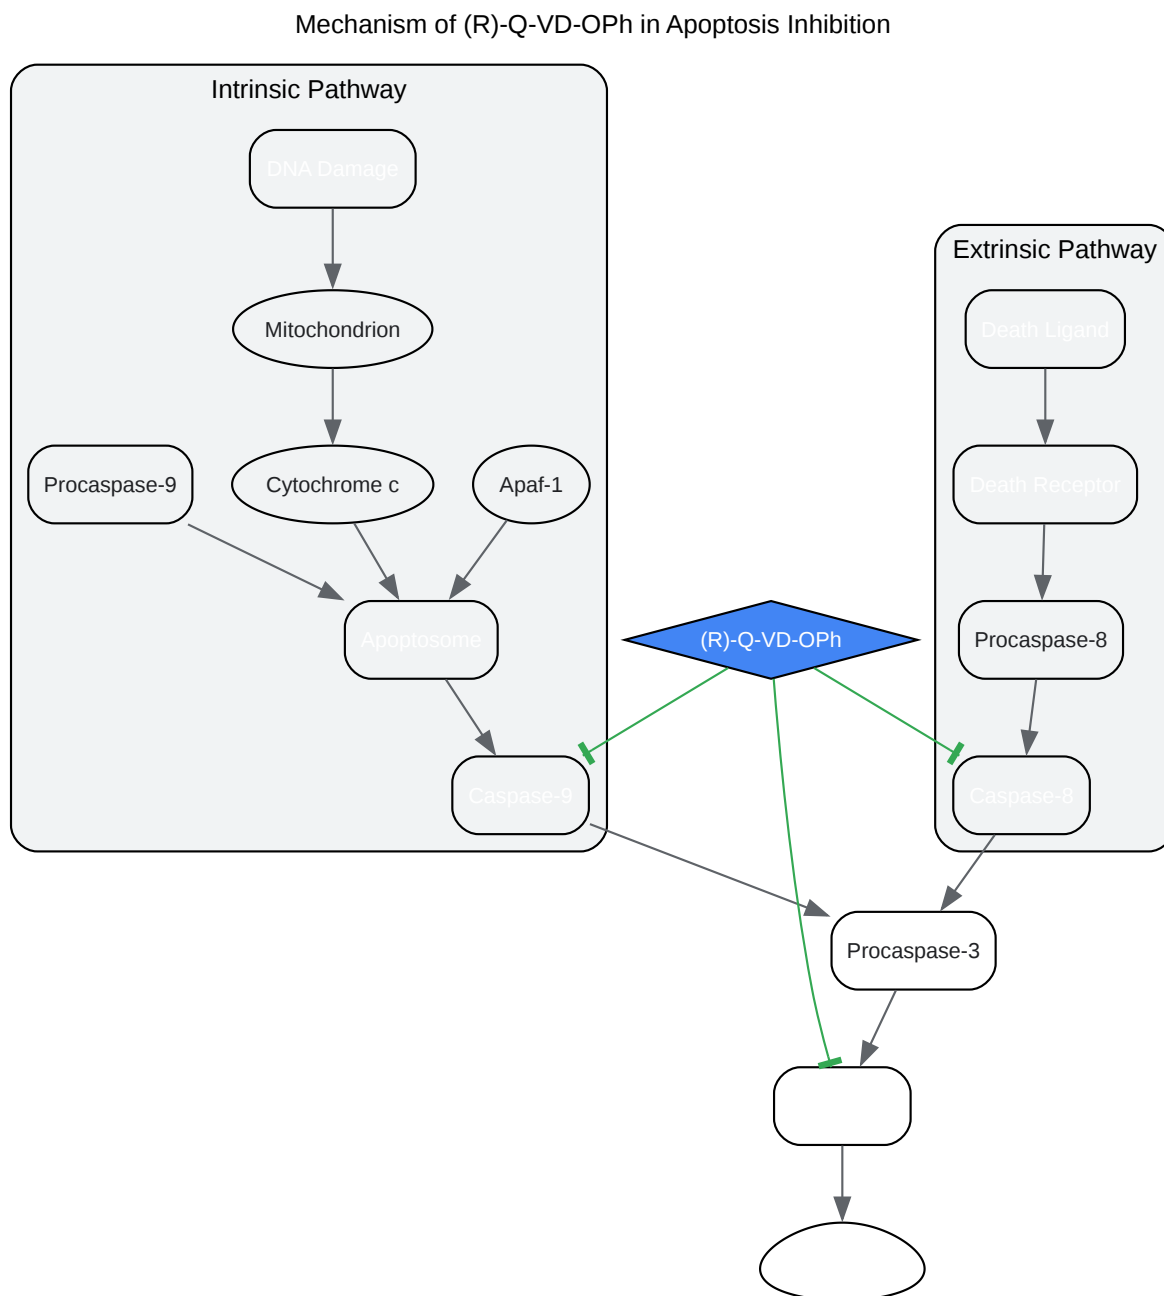 Mechanism of (R)-Q-VD-OPh in Apoptosis Inhibition
Intrinsic Pathway
DNA Damage
Extrinsic Pathway
Mitochondrion
Death Ligand
Procaspase-9
Cytochrome c
Apaf-1
Death Receptor
Apoptosome
(R)-Q-VD-OPh
Procaspase-8
Caspase-9
Caspase-8
Procaspase-3